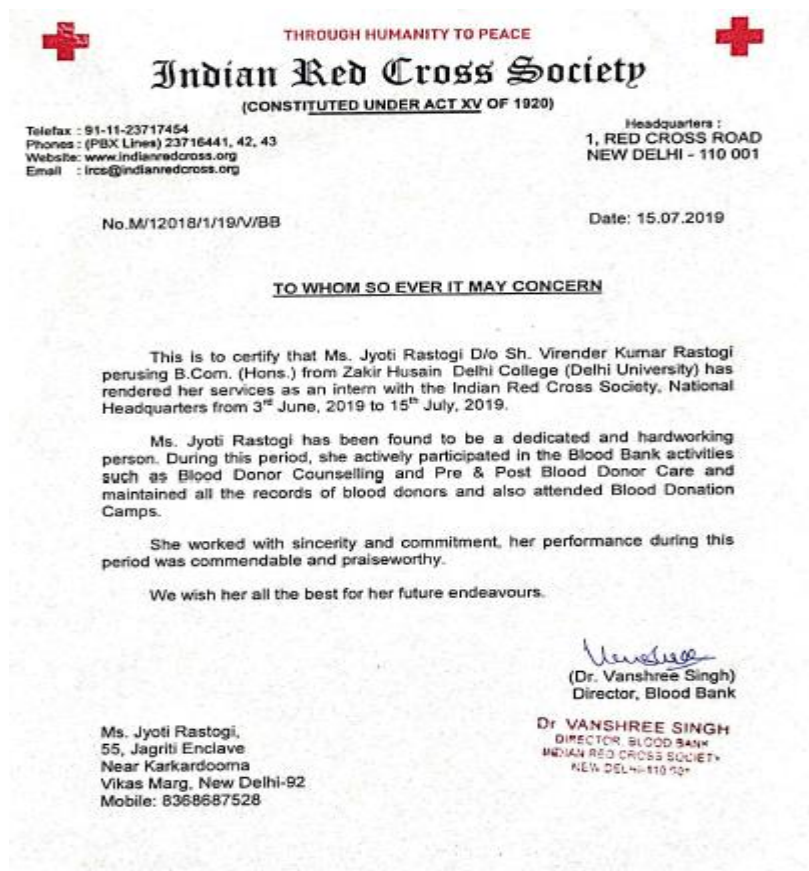 THROUGH HUMANITY TO PEACE
Indian Red Cross Society
(CONSTITUTED UNDER ACT XV OF 1920)
Telefax : 91-11-23717454
Phones : (PBX Lines) 23716441, 42, 43
Website: www.indianredcross.org
Email : ircs@indianredcross.org
Headquarters :
1, RED CROSS ROAD
NEW DELHI - 110 001
No.M/12018/1/19/V/BB
Date: 15.07.2019
TO WHOM SO EVER IT MAY CONCERN
This is to certify that Ms. Jyoti Rastogi D/o Sh. Virender Kumar Rastogi
perusing B.Com. (Hons.) from Zakir Husain Delhi College (Delhi University) has
rendered her services as an intern with the Indian Red Cross Society, National
Headquarters from 3rd June, 2019 to 15th July, 2019.
Ms. Jyoti Rastogi has been found to be a dedicated and hardworking
person. During this period, she actively participated in the Blood Bank activities
such as Blood Donor Counselling and Pre & Post Blood Donor Care and
maintained all the records of blood donors and also attended Blood Donation
Camps.
She worked with sincerity and commitment, her performance during this
period was commendable and praiseworthy.
We wish her all the best for her future endeavours.
Vanshree
(Dr. Vanshree Singh)
Director, Blood Bank
Dr VANSHREE SINGH
DIRECTOR, BLOOD BANK
INDIAN RED CROSS SOCIETY
NEW DELHI-110 001
Ms. Jyoti Rastogi,
55, Jagriti Enclave
Near Karkardooma
Vikas Marg, New Delhi-92
Mobile: 8368687528